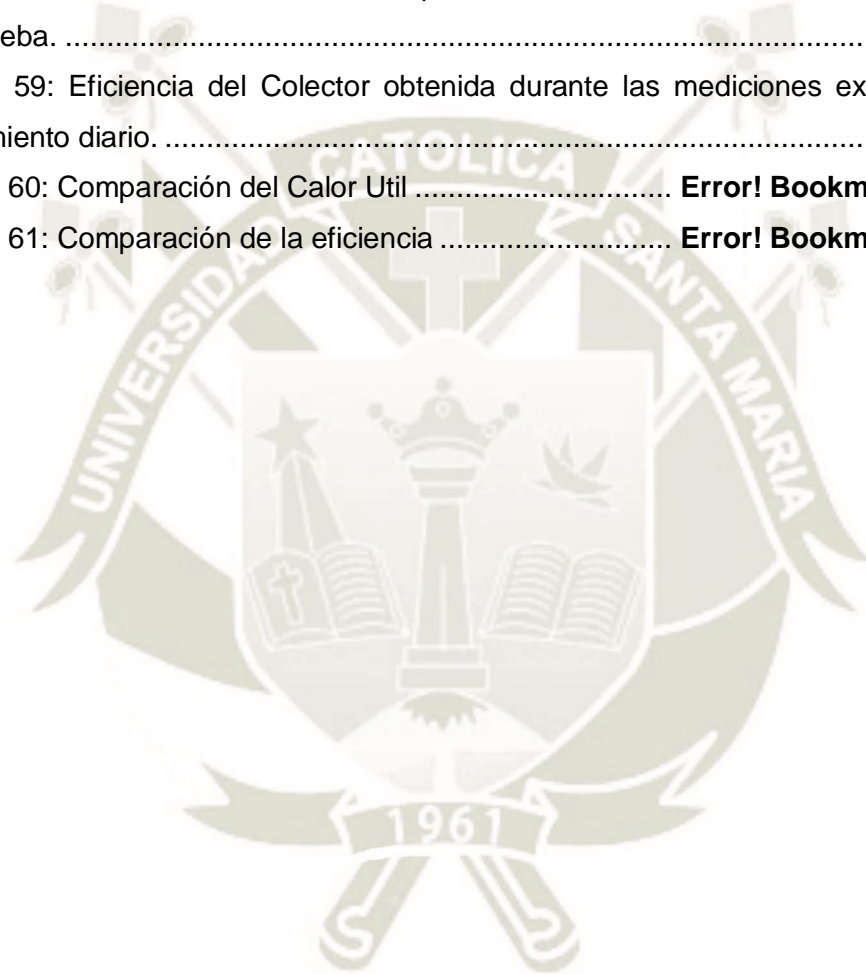 eba. ....................................................................................................
59: Eficiencia del Colector obtenida durante las mediciones ex
miento diario. ........................................................................................
60: Comparación del Calor Util ............................... Error! Bookm
61: Comparación de la eficiencia ............................ Error! Bookm
UNIVERSIDAD CATOLICA SANTA MARIA
1961